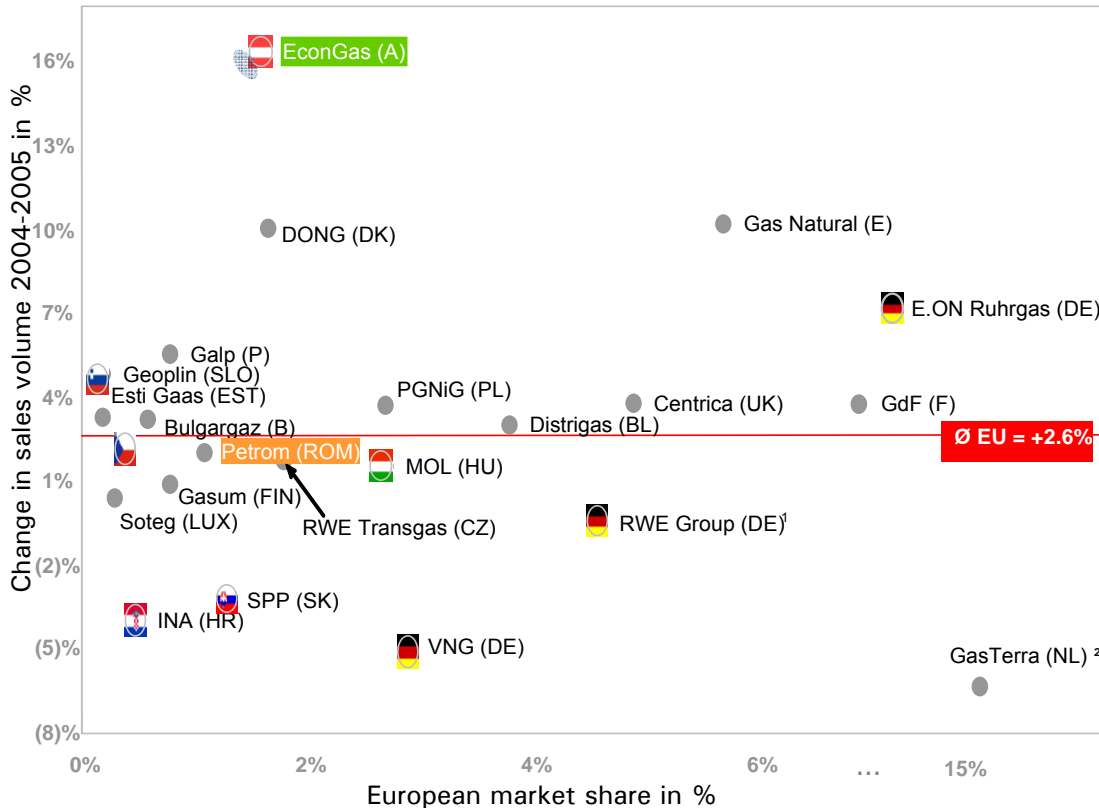 Change in sales volume 2004-2005 in %
16%
13%
10%
7%
4%
1%
(2)%
(5)%
(8)%
EconGas (A)
DONG (DK)
Gas Natural (E)
E.ON Ruhrgas (DE)
Galp (P)
Geoplin (SLO)
Esti Gaas (EST)
PGNiG (PL)
Centrica (UK)
GdF (F)
Bulgargaz (B)
Distrigas (BL)
Ø EU = +2.6%
Petrom (ROM)
MOL (HU)
Gasum (FIN)
Soteg (LUX)
RWE Transgas (CZ)
RWE Group (DE)¹
SPP (SK)
INA (HR)
VNG (DE)
GasTerra (NL) ²
0% 2% 4% 6% ... 15%
European market share in %